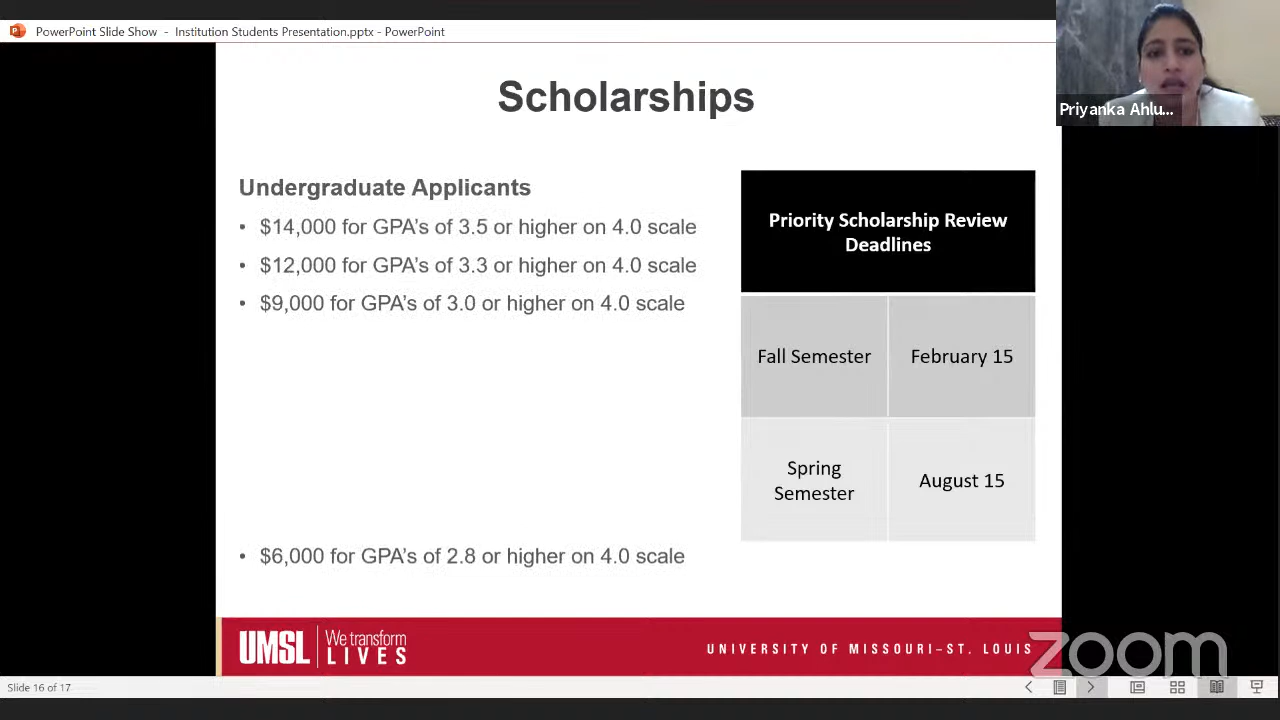 PowerPoint Slide Show - Institution Students Presentation.pptx - PowerPoint
Priyanka Ahlu...
Scholarships
Undergraduate Applicants
• $14,000 for GPA's of 3.5 or higher on 4.0 scale
• $12,000 for GPA's of 3.3 or higher on 4.0 scale
• $9,000 for GPA's of 3.0 or higher on 4.0 scale
• $6,000 for GPA's of 2.8 or higher on 4.0 scale
Priority Scholarship Review
Deadlines
Fall Semester February 15
Spring
Semester
August 15
UMSL
We transform
LIVES
UNIVERSITY OF MISSOURI–ST. LOUIS
zoom
Slide 16 of 17